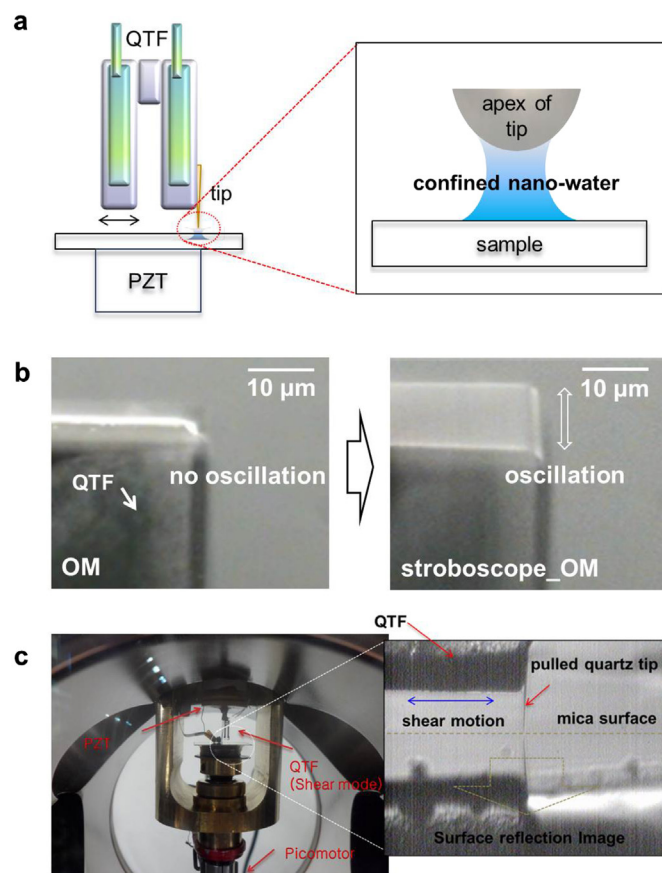 a
QTF
tip
PZT
apex of
tip
confined nano-water
sample
b
10 μm
QTF
no oscillation
OM
10 μm
oscillation
stroboscope_OM
c
PZT
QTF
(Shear mode)
Picomotor
QTF
pulled quartz tip
shear motion
mica surface
Surface reflection Image